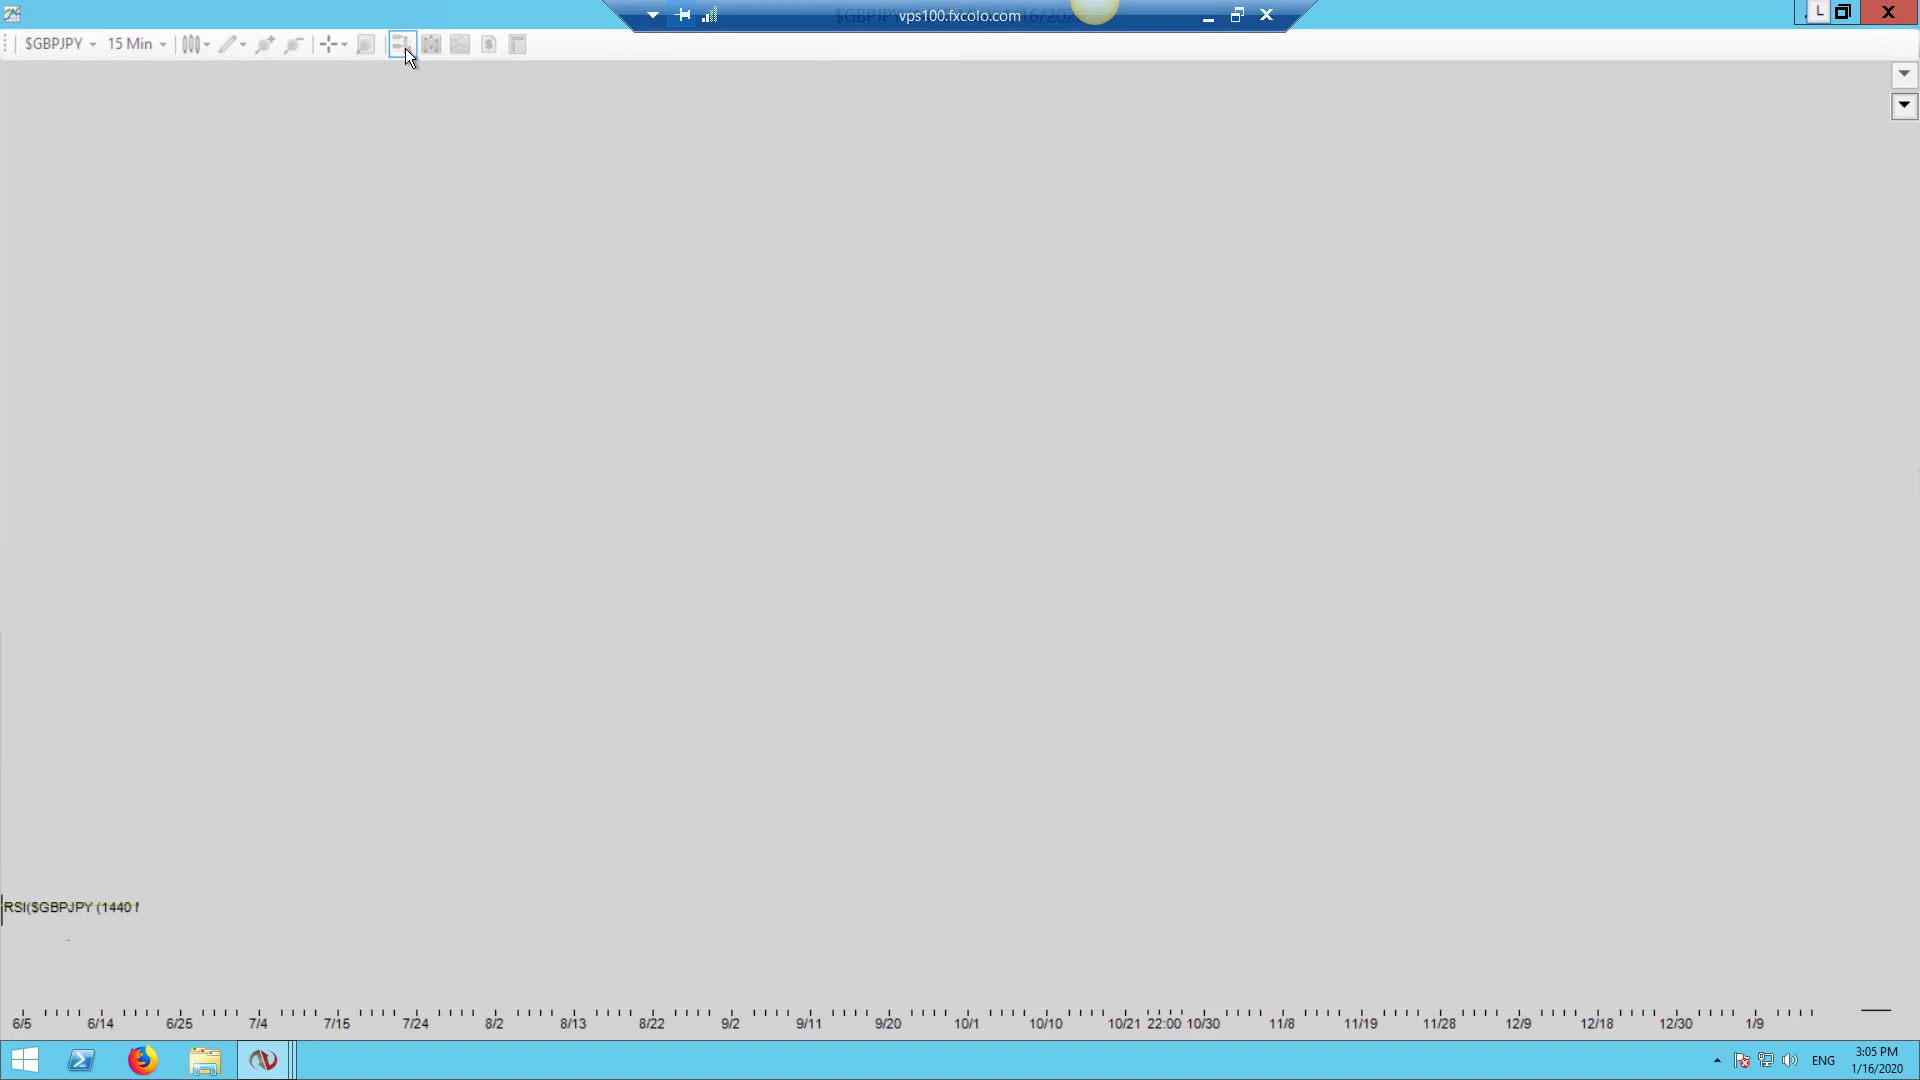 $GBPJPY
vps100.fxcolo.com
16/202
L
$GBPJPY
15 Min
RSI($GBPJPY (1440
6/5 6/14 6/25 7/4 7/15 7/24 8/2 8/13 8/22 9/2 9/11 9/20 10/1 10/10 10/21 22:00 10/30 11/8 11/19 11/28 12/9 12/18 12/30 1/9
ENG
3:05 PM
1/16/2020